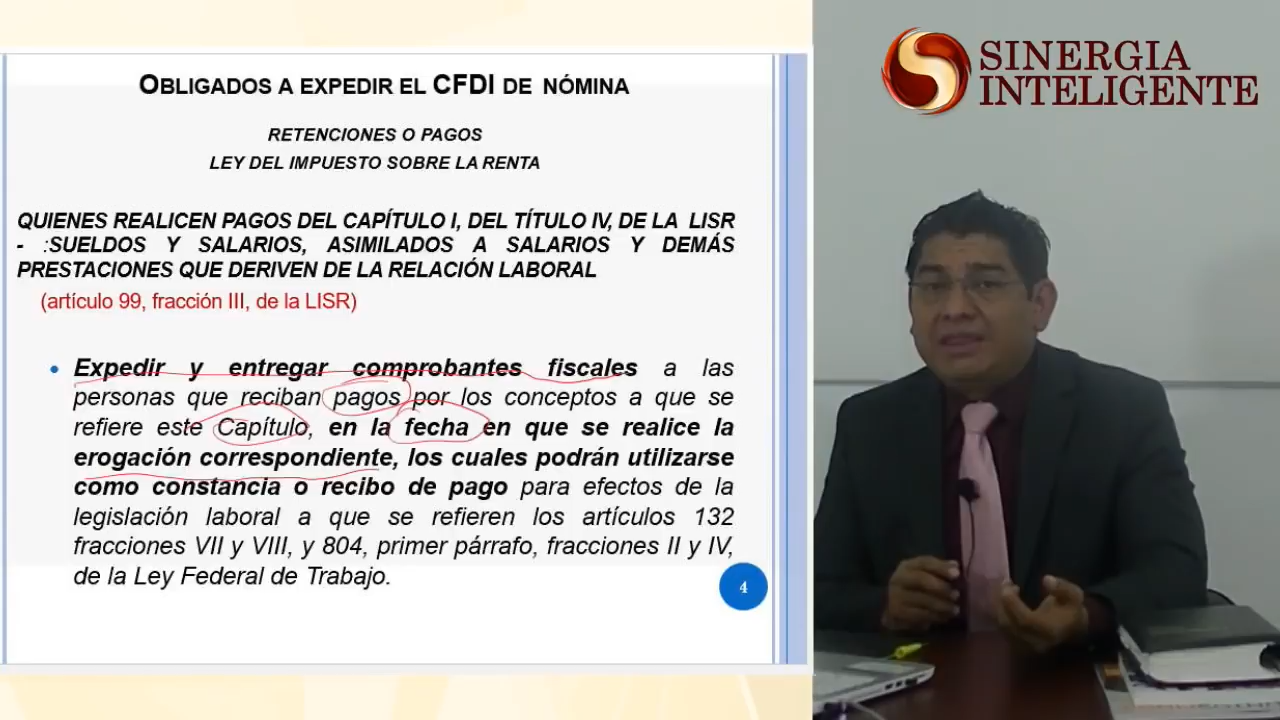 OBLIGADOS A EXPEDIR EL CFDI DE NÓMINA
RETENCIONES O PAGOS
LEY DEL IMPUESTO SOBRE LA RENTA
QUIENES REALICEN PAGOS DEL CAPÍTULO I, DEL TÍTULO IV, DE LA LISR
- :SUELDOS Y SALARIOS, ASIMILADOS A SALARIOS Y DEMÁS
PRESTACIONES QUE DERIVEN DE LA RELACIÓN LABORAL
(artículo 99, fracción III, de la LISR)
• Expedir y entregar comprobantes fiscales a las
personas que reciban pagos por los conceptos a que se
refiere este Capítulo, en la fecha en que se realice la
erogación correspondiente, los cuales podrán utilizarse
como constancia o recibo de pago para efectos de la
legislación laboral a que se refieren los artículos 132
fracciones VII y VIII, y 804, primer párrafo, fracciones II y IV,
de la Ley Federal de Trabajo.
4
SINERGIA
INTELIGENTE